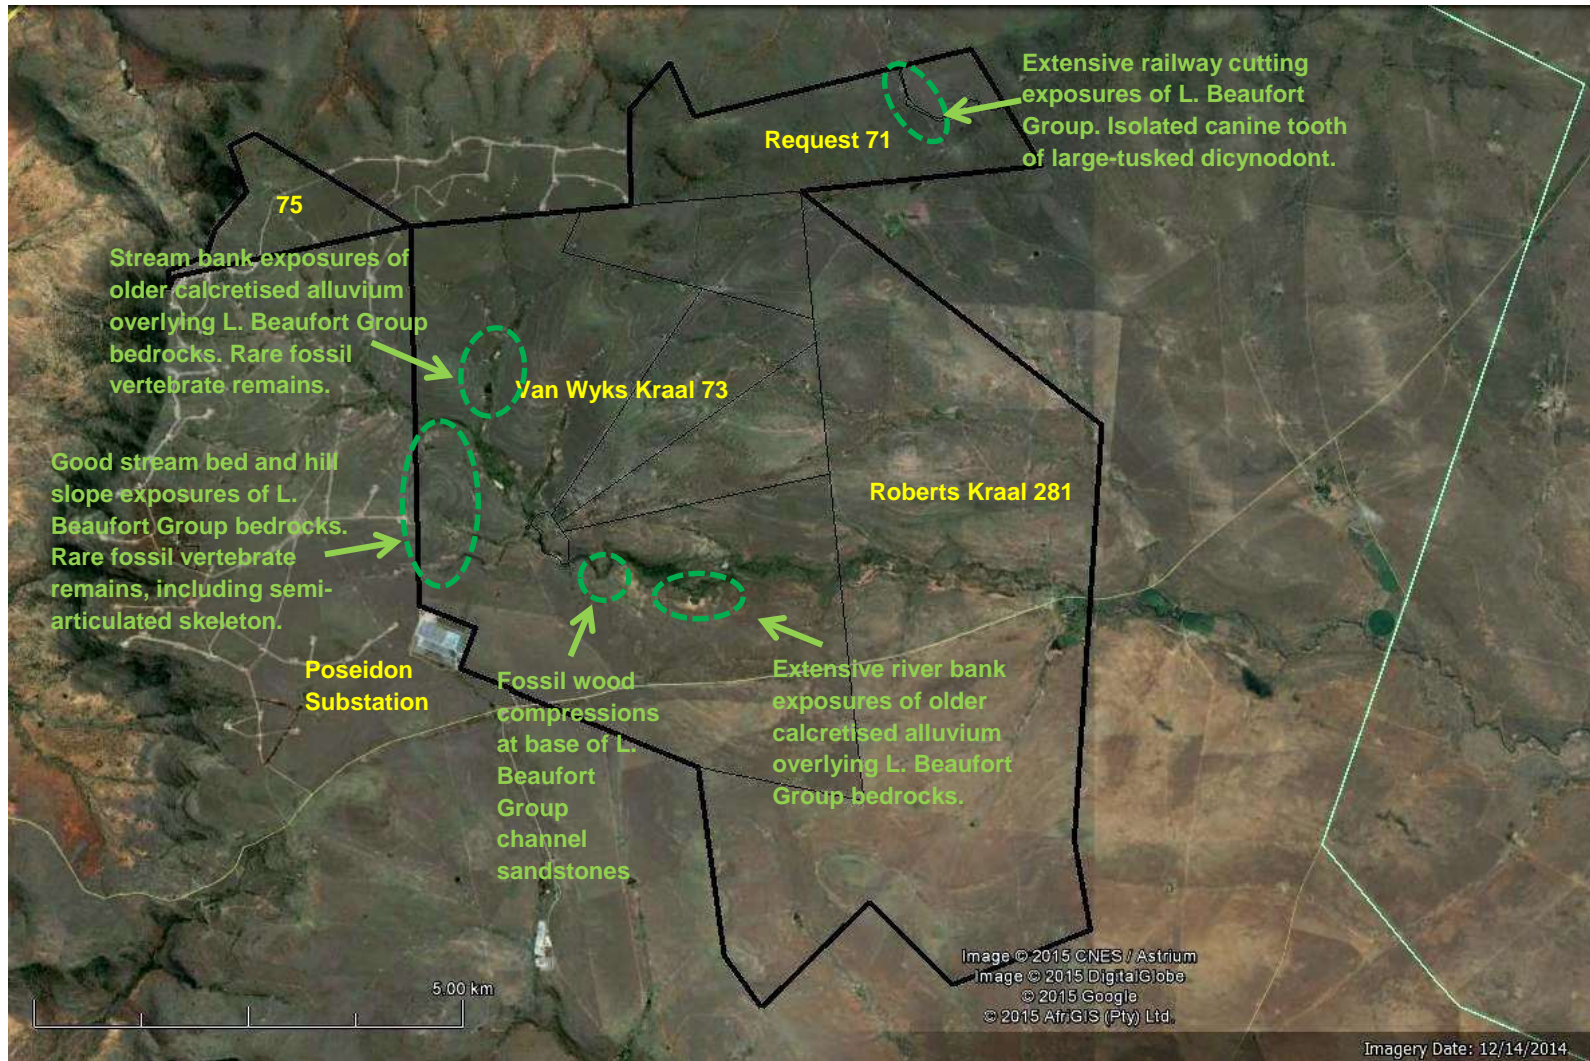 Extensive railway cutting
exposures of L. Beaufort
Group. Isolated canine tooth
of large-tusked dicynodont.
Request 71
75
Stream bank exposures of
older calcretised alluvium
overlying L. Beaufort Group
bedrocks. Rare fossil
vertebrate remains.
Van Wyks Kraal 73
Good stream bed and hill
slope exposures of L.
Beaufort Group bedrocks.
Rare fossil vertebrate
remains, including semi-
articulated skeleton.
Roberts Kraal 281
Poseidon
Substation
Fossil wood
compressions
at base of L.
Beaufort
Group
channel
sandstones
Extensive river bank
exposures of older
calcretised alluvium
overlying L. Beaufort
Group bedrocks.
5.00 km
Image © 2015 CNES / Astrium
Image © 2015 DigitalGlobe
© 2015 Google
© 2015 AfriGIS (Pty) Ltd.
Imagery Date: 12/14/2014